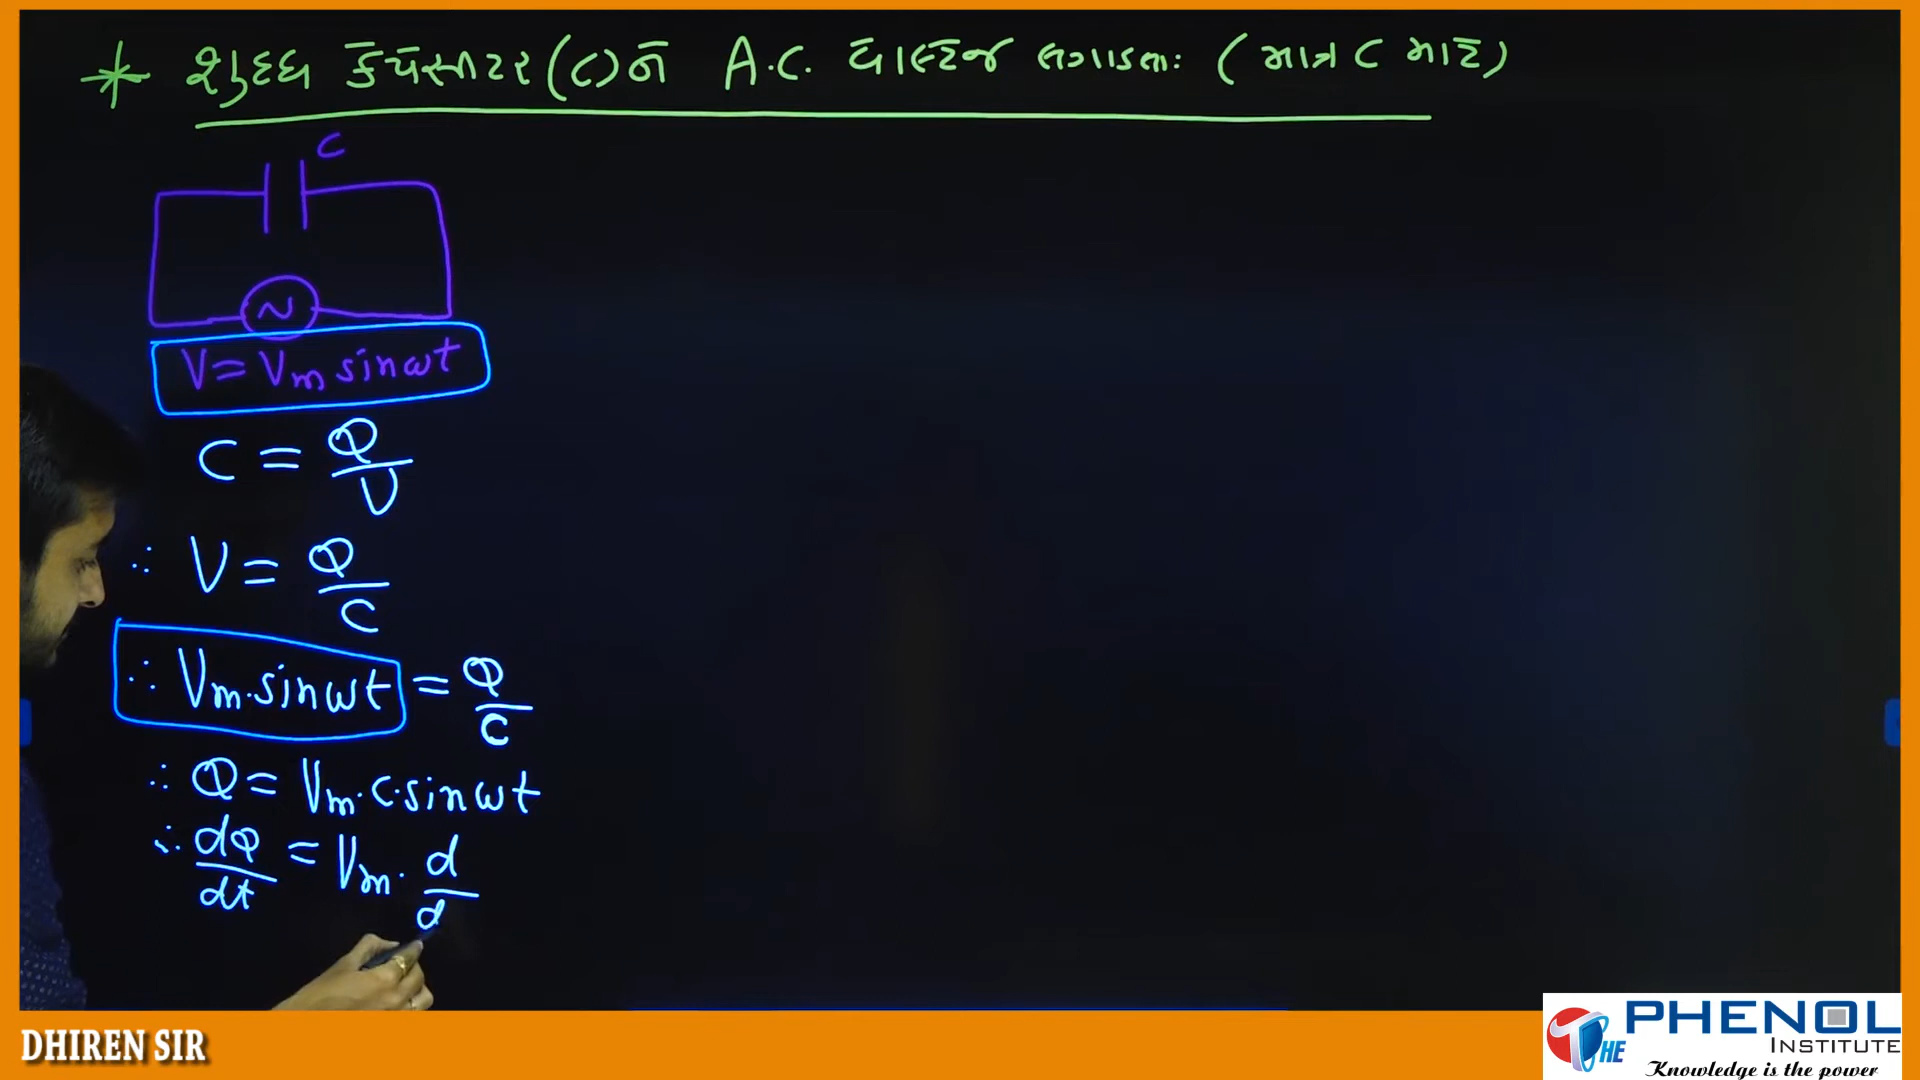 * શુદ્ધ કેપેસીટર (C)ને A.C. વોલ્ટેજ લગાડતા: ( માત્ર C માટે)
C
~
V = Vm sinωt
C = Q/V
∴ V = Q/C
∴ Vm·sinωt = Q/C
∴ Q = Vm·C·sinωt
∴ dQ/dt = Vm· d/d
DHIREN SIR
THE PHENOL
INSTITUTE
Knowledge is the power